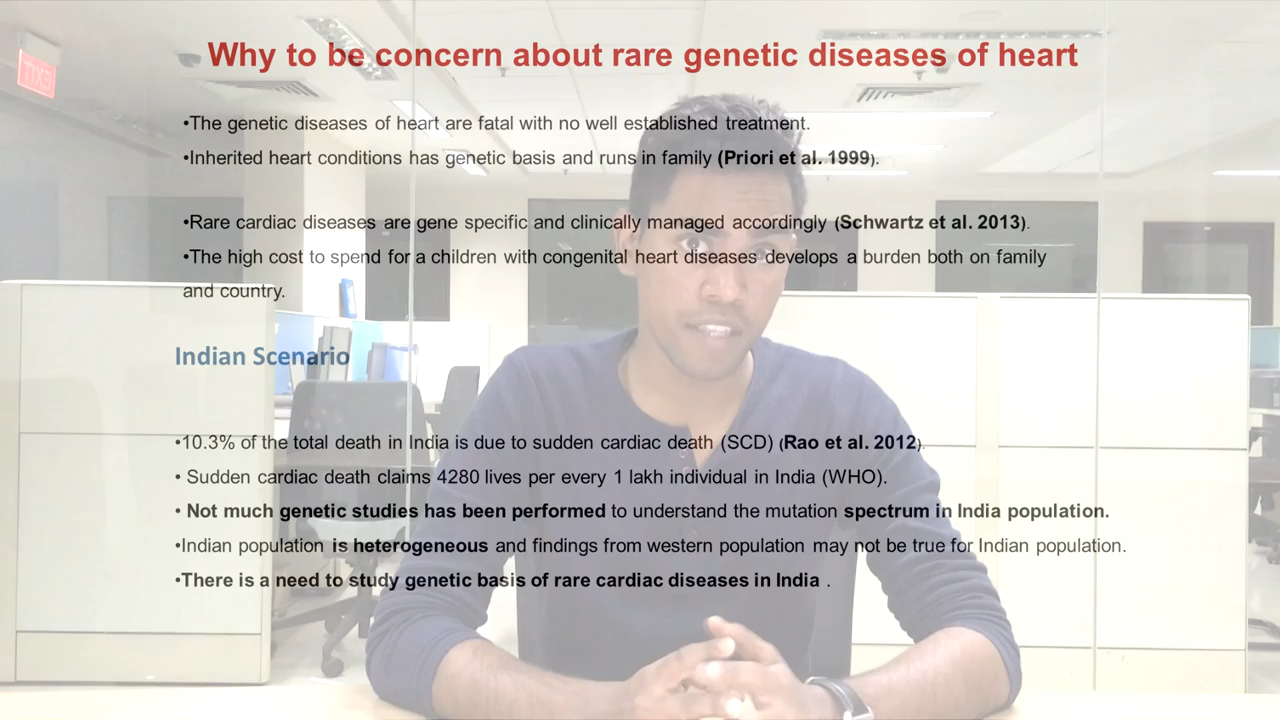 EXIT
Why to be concern about rare genetic diseases of heart
•The genetic diseases of heart are fatal with no well established treatment.
•Inherited heart conditions has genetic basis and runs in family (Priori et al. 1999).
•Rare cardiac diseases are gene specific and clinically managed accordingly (Schwartz et al. 2013).
•The high cost to spend for a children with congenital heart diseases develops a burden both on family
and country.
Indian Scenario
•10.3% of the total death in India is due to sudden cardiac death (SCD) (Rao et al. 2012).
• Sudden cardiac death claims 4280 lives per every 1 lakh individual in India (WHO).
• Not much genetic studies has been performed to understand the mutation spectrum in India population.
•Indian population is heterogeneous and findings from western population may not be true for Indian population.
•There is a need to study genetic basis of rare cardiac diseases in India .